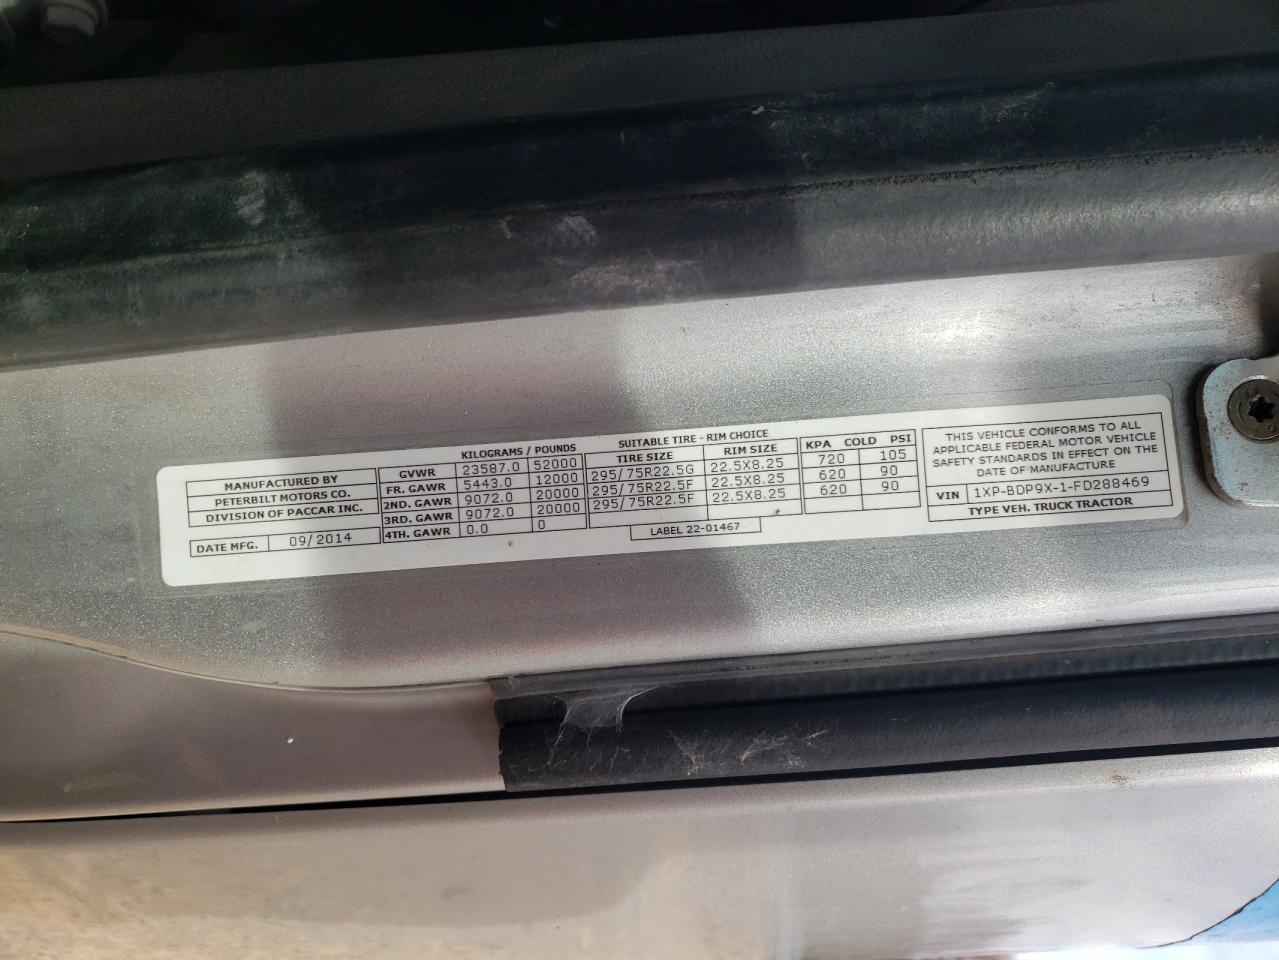 MANUFACTURED BY
PETERBILT MOTORS CO.
DIVISION OF PACCAR INC.
DATE MFG. 09/2014
KILOGRAMS / POUNDS
GVWR 23587.0 52000
FR. GAWR 5443.0 12000
2ND. GAWR 9072.0 20000
3RD. GAWR 9072.0 20000
4TH. GAWR 0.0 0
SUITABLE TIRE - RIM CHOICE
TIRE SIZE RIM SIZE
295/75R22.5G 22.5X8.25
295/75R22.5F 22.5X8.25
295/75R22.5F 22.5X8.25
LABEL 22-01467
KPA COLD PSI
720 105
620 90
620 90
THIS VEHICLE CONFORMS TO ALL
APPLICABLE FEDERAL MOTOR VEHICLE
SAFETY STANDARDS IN EFFECT ON THE
DATE OF MANUFACTURE
VIN 1XP-BDP9X-1-FD288469
TYPE VEH. TRUCK TRACTOR